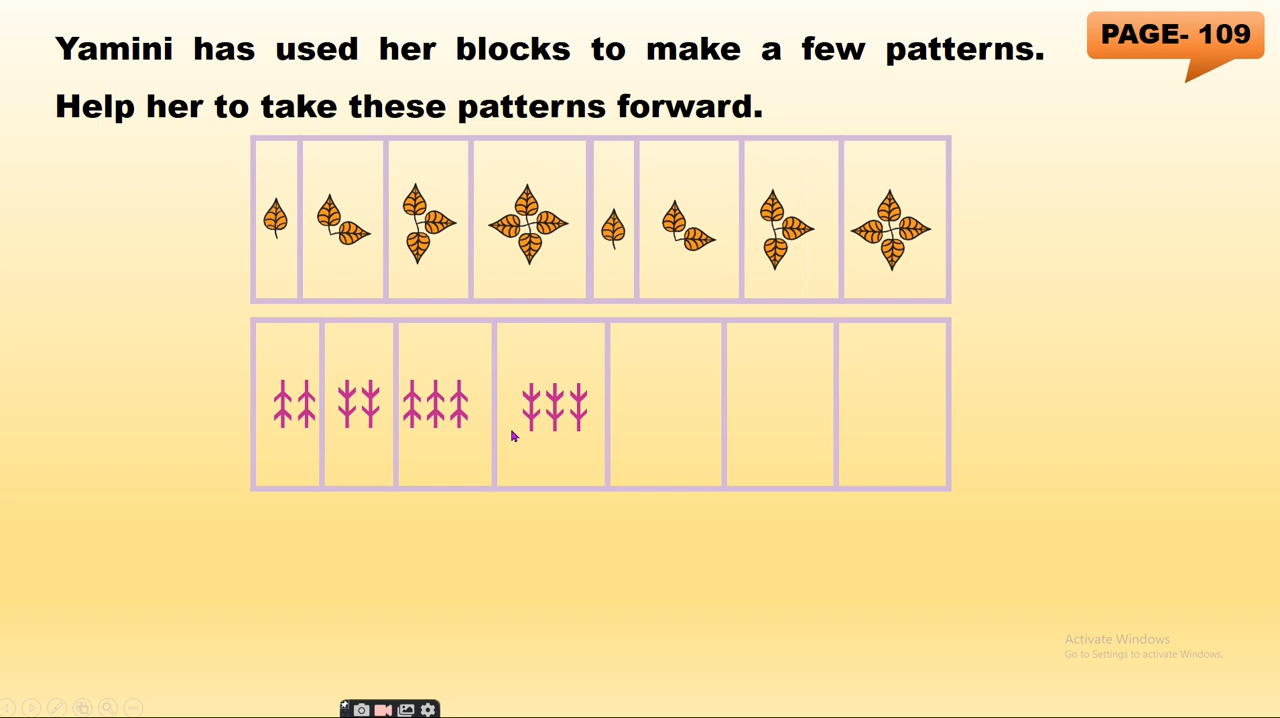 Yamini has used her blocks to make a few patterns.
Help her to take these patterns forward.
PAGE- 109
Activate Windows
Go to Settings to activate Windows.